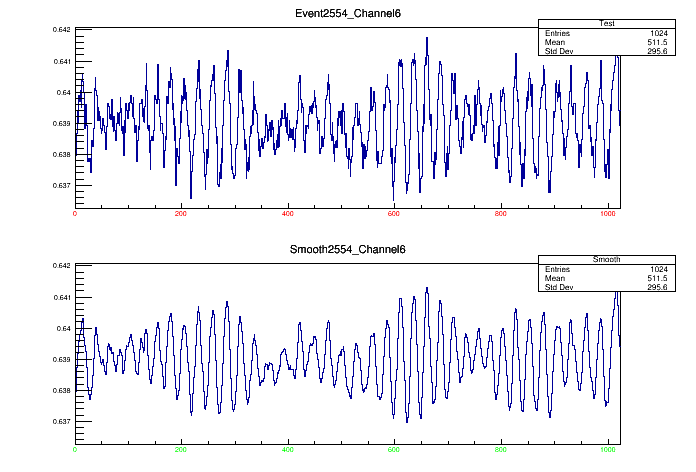 Event2554_Channel6
Test
Entries 1024
Mean 511.5
Std Dev 295.6
0.642
0.641
0.64
0.639
0.638
0.637
0 200 400 600 800 1000
Smooth2554_Channel6
Smooth
Entries 1024
Mean 511.5
Std Dev 295.6
0.642
0.641
0.64
0.639
0.638
0.637
0 200 400 600 800 1000